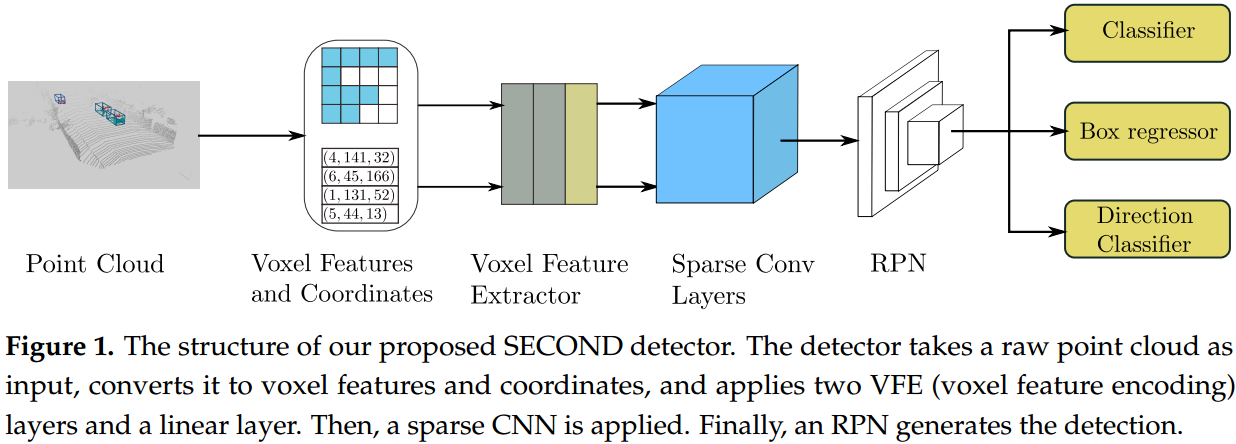 Classifier
Box regressor
Direction
Classifier
(4, 141, 32)
(6, 45, 166)
(1, 131, 52)
(5, 44, 13)
Point Cloud
Voxel Features
and Coordinates
Voxel Feature
Extractor
Sparse Conv
Layers
RPN
Figure 1. The structure of our proposed SECOND detector. The detector takes a raw point cloud as
input, converts it to voxel features and coordinates, and applies two VFE (voxel feature encoding)
layers and a linear layer. Then, a sparse CNN is applied. Finally, an RPN generates the detection.